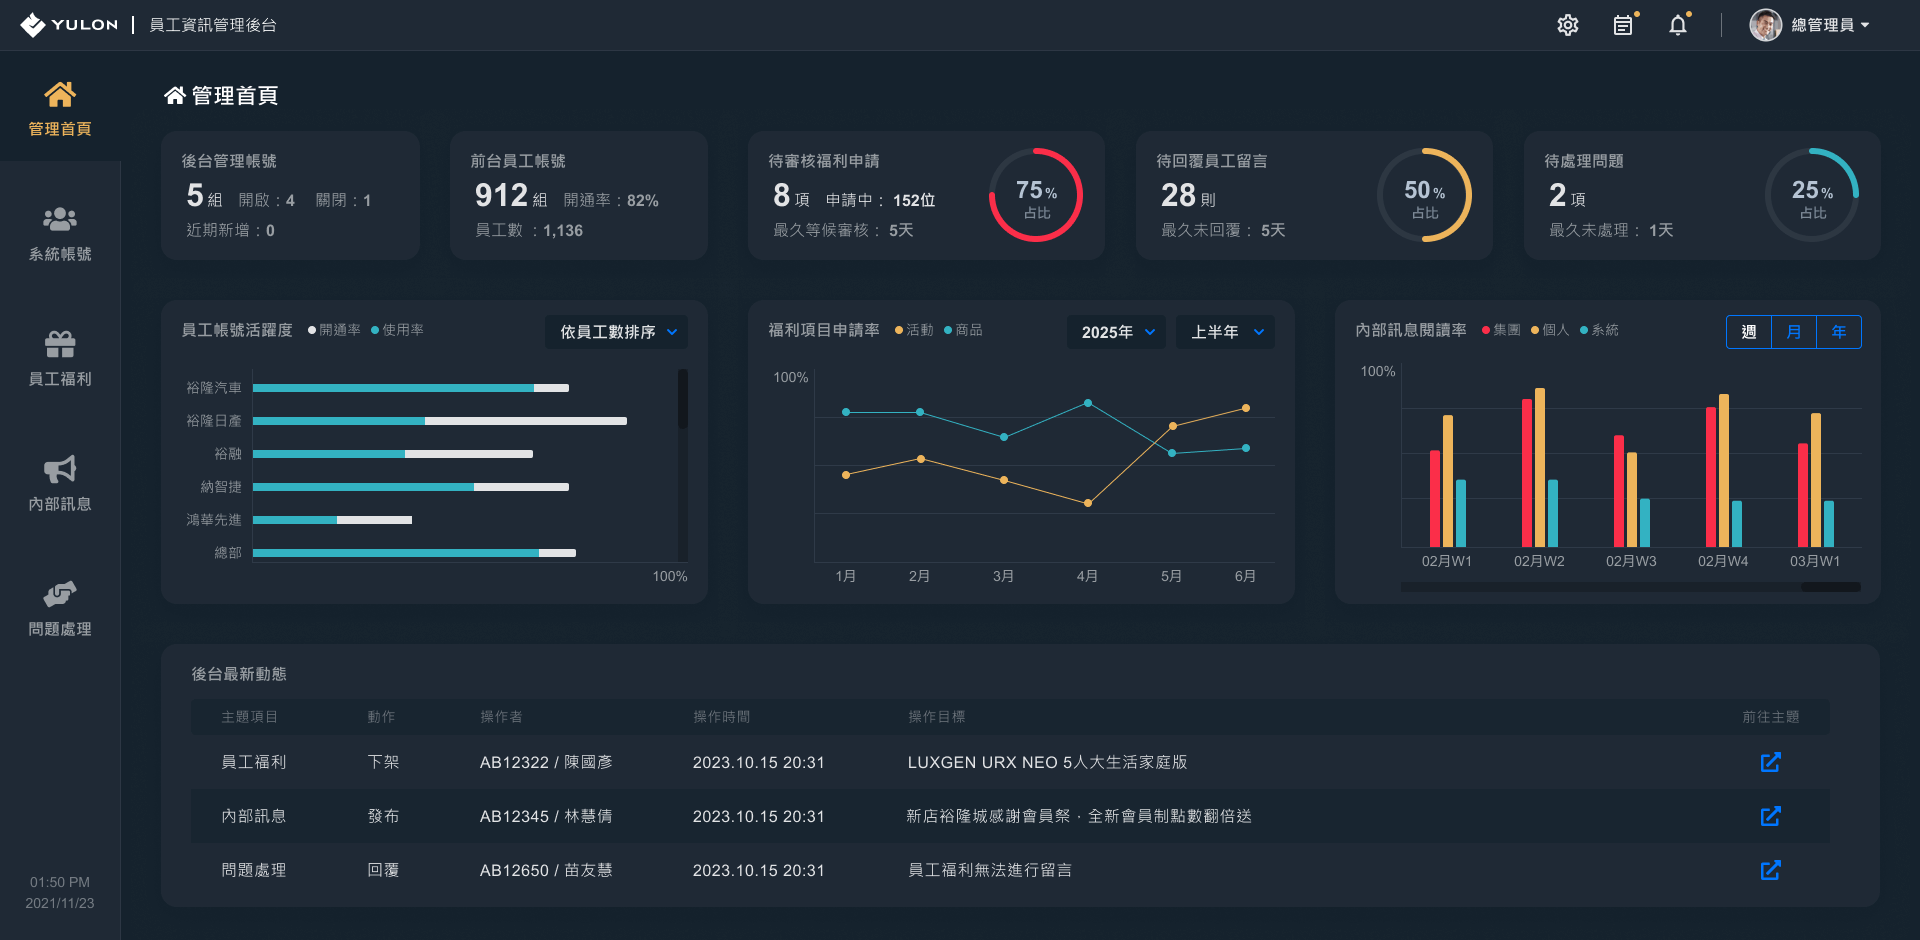 YULON | 員工資訊管理後台
總管理員
管理首頁
系統帳號
員工福利
內部訊息
問題處理
01:50 PM
2021/11/23
管理首頁
後台管理帳號
5 組 開啟：4 關閉：1
近期新增：0
前台員工帳號
912 組 開通率：82%
員工數 ：1,136
待審核福利申請
8 項 申請中： 152位
最久等候審核： 5天
75%
占比
待回覆員工留言
28 則
最久未回覆： 5天
50%
占比
待處理問題
2 項
最久未處理： 1天
25%
占比
員工帳號活躍度 開通率 使用率
依員工數排序
裕隆汽車
裕隆日產
裕融
納智捷
鴻華先進
總部
100%
福利項目申請率 活動 商品
2025年 上半年
100%
1月 2月 3月 4月 5月 6月
內部訊息閱讀率 集團 個人 系統
週 月 年
100%
02月W1 02月W2 02月W3 02月W4 03月W1
後台最新動態
主題項目 動作 操作者 操作時間 操作目標 前往主題
員工福利 下架 AB12322 / 陳國彥 2023.10.15 20:31 LUXGEN URX NEO 5人大生活家庭版
內部訊息 發布 AB12345 / 林慧倩 2023.10.15 20:31 新店裕隆城感謝會員祭．全新會員制點數翻倍送
問題處理 回覆 AB12650 / 苗友慧 2023.10.15 20:31 員工福利無法進行留言